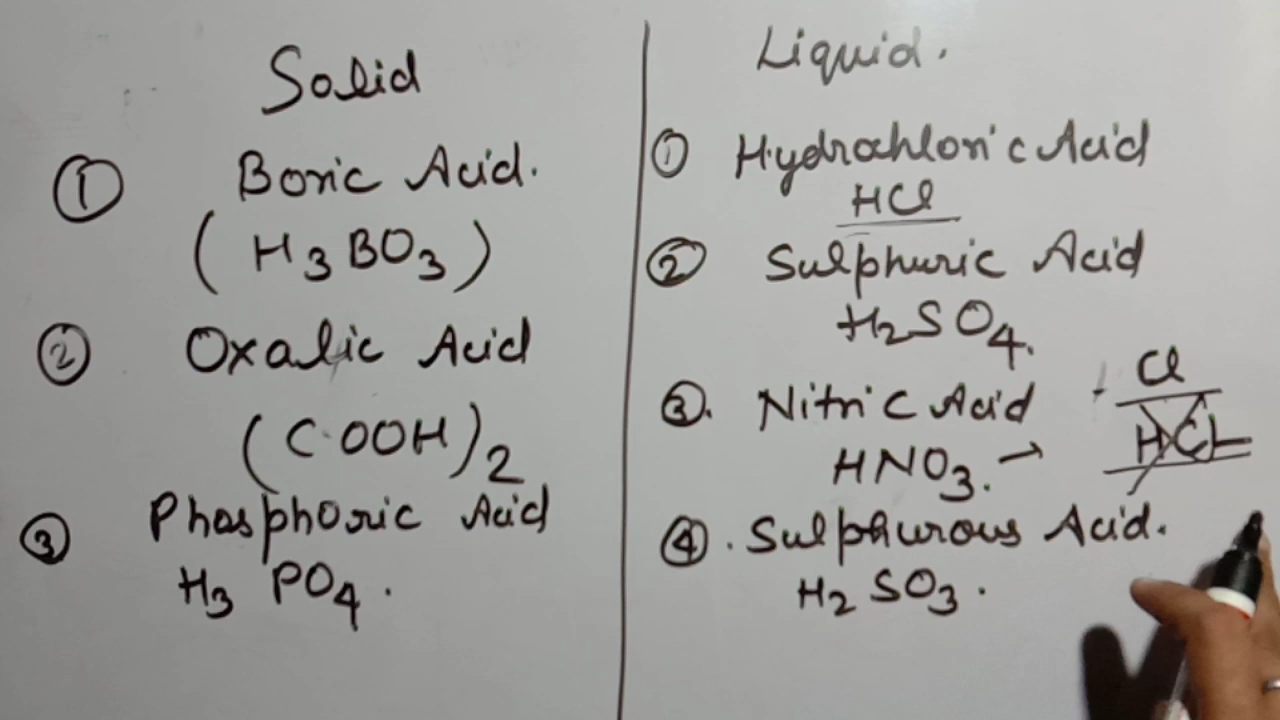 Solid
① Boric Acid.
(H3BO3)
② Oxalic Acid
(COOH)2
③ Phosphoric Acid
H3 PO4.
Liquid.
① Hydrochloric Acid
HCl
② Sulphuric Acid
H2SO4.
③. Nitric Acid
HNO3. →
Cl
HCL
④. Sulphurous Acid.
H2 SO3.